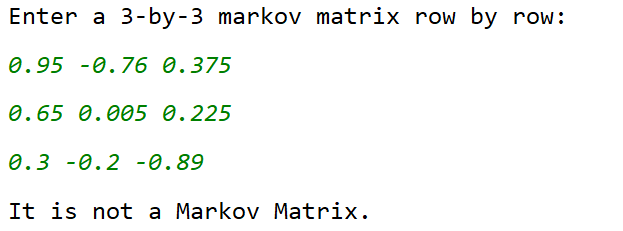 Enter a 3-by-3 markov matrix row by row:
0.95 -0.76 0.375
0.65 0.005 0.225
0.3 -0.2 -0.89
It is not a Markov Matrix.